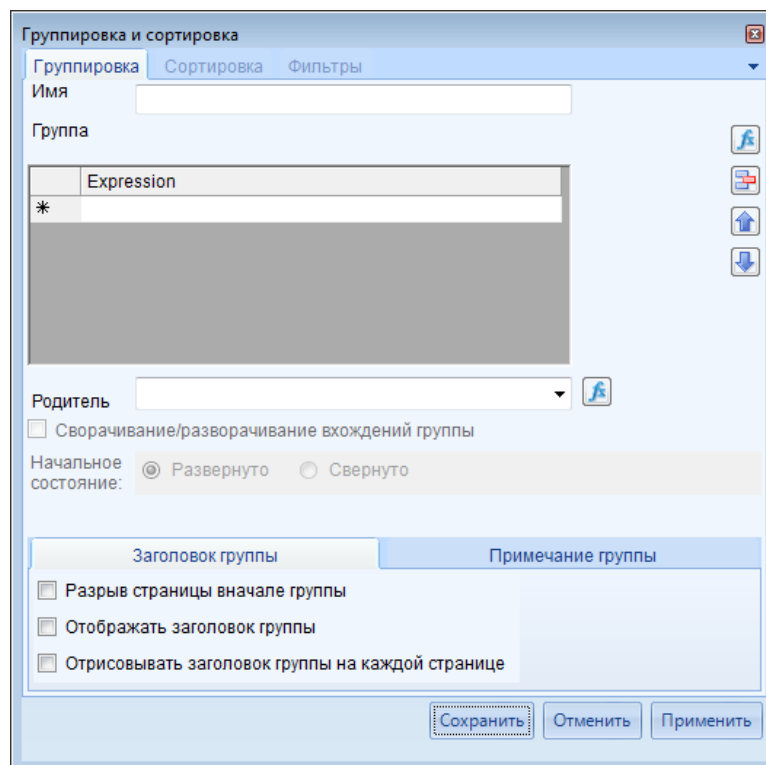 Группировка и сортировка
Группировка Сортировка Фильтры
Имя
Группа
Expression
Родитель
Сворачивание/разворачивание вхождений группы
Начальное
состояние:
Развернуто Свернуто
Заголовок группы Примечание группы
Разрыв страницы вначале группы
Отображать заголовок группы
Отрисовывать заголовок группы на каждой странице
Сохранить Отменить Применить